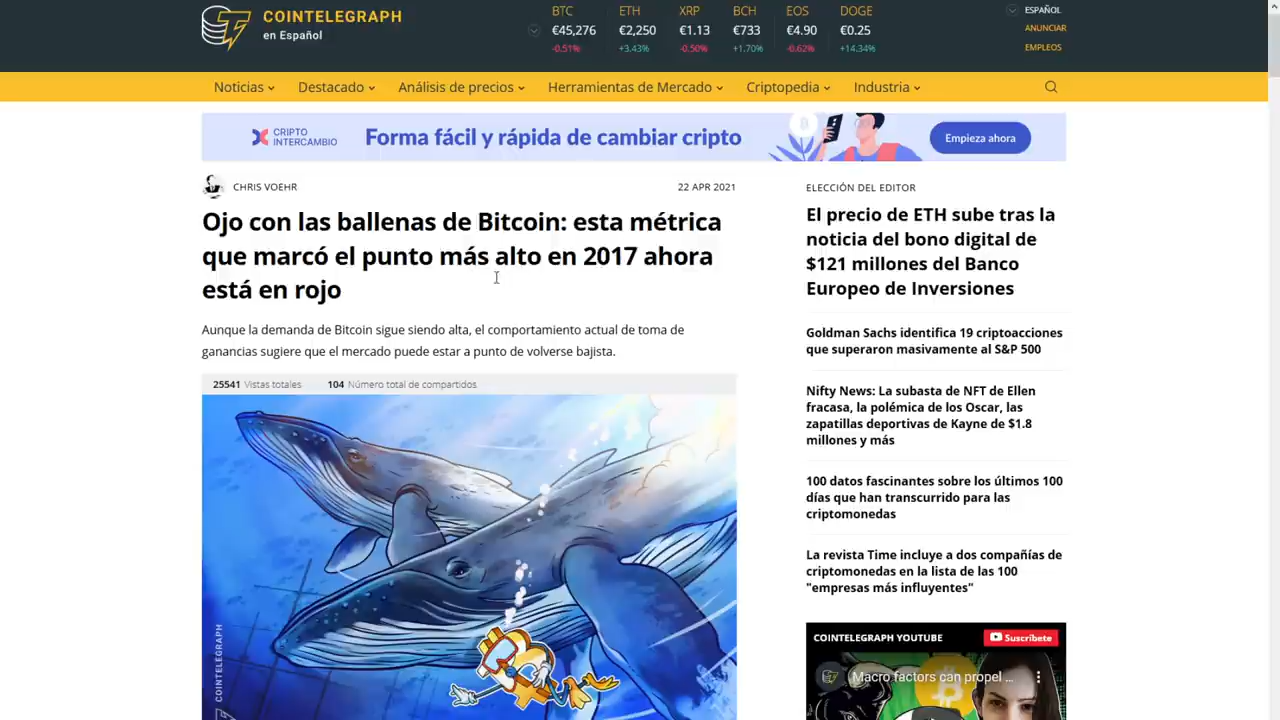 COINTELEGRAPH
en Español
BTC
€45,276
-0.51%
ETH
€2,250
+3.43%
XRP
€1.13
-0.50%
BCH
€733
+1.70%
EOS
€4.90
-0.62%
DOGE
€0.25
+14.34%
ESPAÑOL
ANUNCIAR
EMPLEOS
Noticias
Destacado
Análisis de precios
Herramientas de Mercado
Criptopedia
Industria
CRIPTO
INTERCAMBIO
Forma fácil y rápida de cambiar cripto
Empieza ahora
CHRIS VOEHR
22 APR 2021
Ojo con las ballenas de Bitcoin: esta métrica
que marcó el punto más alto en 2017 ahora
está en rojo
Aunque la demanda de Bitcoin sigue siendo alta, el comportamiento actual de toma de
ganancias sugiere que el mercado puede estar a punto de volverse bajista.
25541 Vistas totales
104 Número total de compartidos
COINTELEGRAPH
ELECCIÓN DEL EDITOR
El precio de ETH sube tras la
noticia del bono digital de
$121 millones del Banco
Europeo de Inversiones
Goldman Sachs identifica 19 criptoacciones
que superaron masivamente al S&P 500
Nifty News: La subasta de NFT de Ellen
fracasa, la polémica de los Oscar, las
zapatillas deportivas de Kayne de $1.8
millones y más
100 datos fascinantes sobre los últimos 100
días que han transcurrido para las
criptomonedas
La revista Time incluye a dos compañías de
criptomonedas en la lista de las 100
"empresas más influyentes"
COINTELEGRAPH YOUTUBE
Suscríbete
Macro factors can propel ...